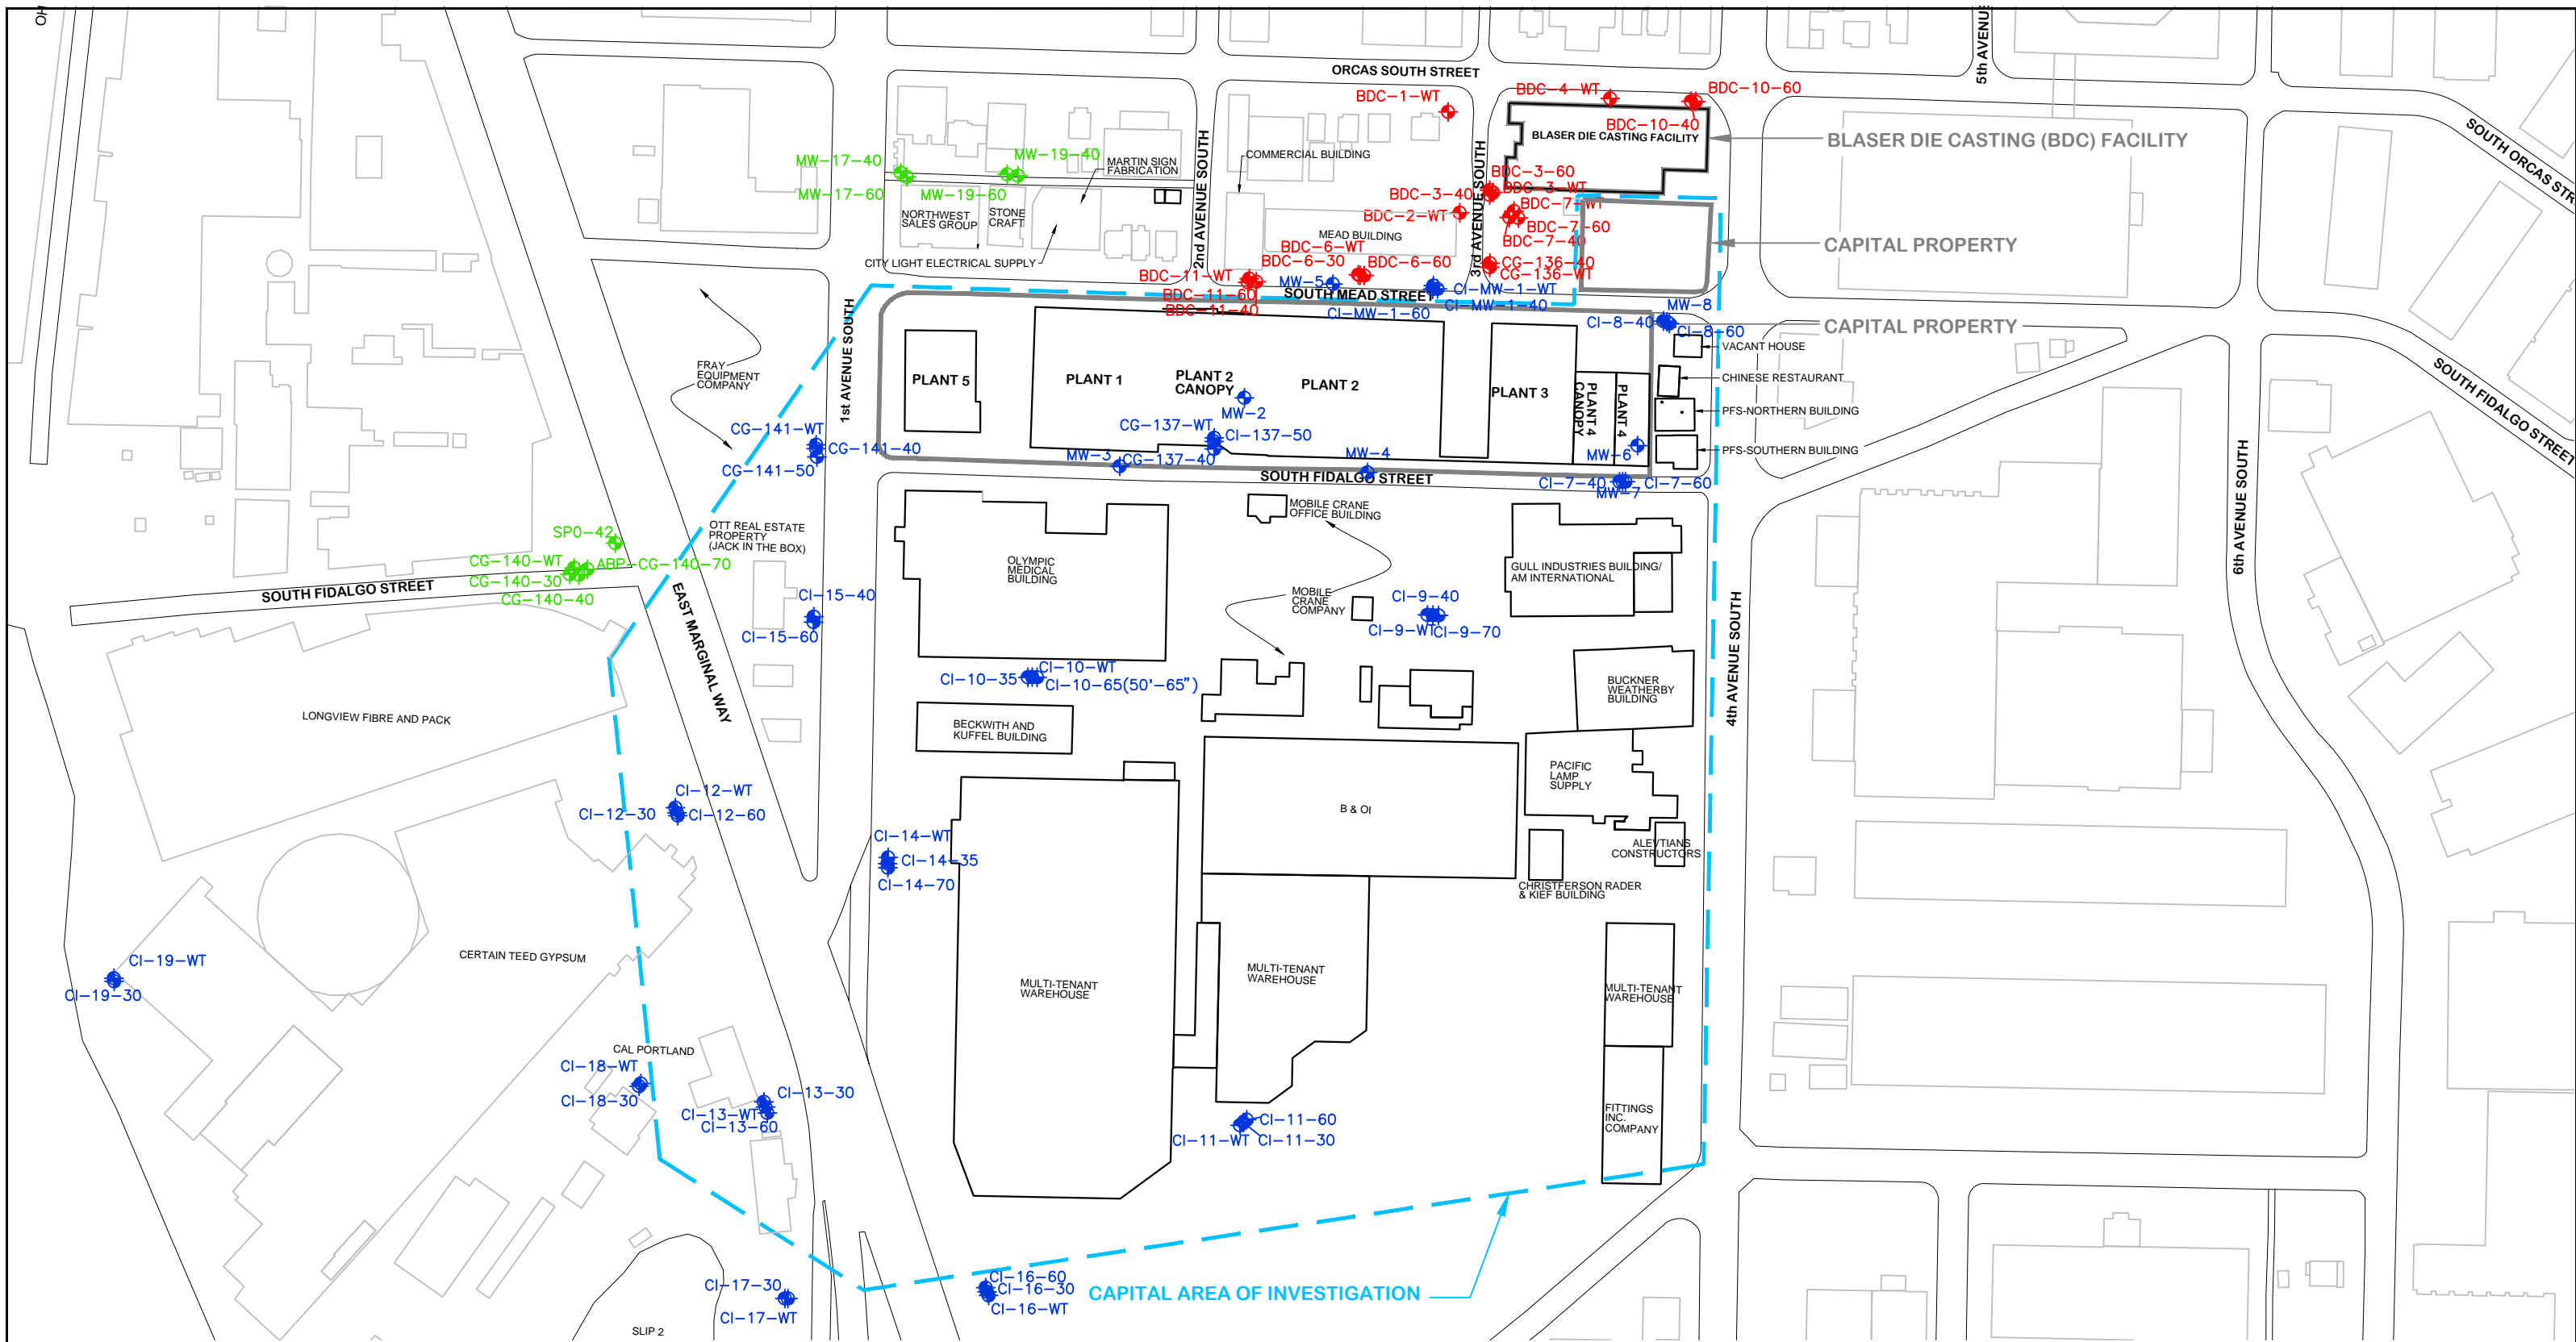 OH
ORCAS SOUTH STREET
5th AVENUE
BDC-1-WT
BDC-4-WT
BDC-10-60
BDC-10-40
BLASER DIE CASTING FACILITY
BLASER DIE CASTING (BDC) FACILITY
SOUTH ORCAS STR
MW-17-40
MW-17-60
MW-19-40
MW-19-60
MARTIN SIGN
FABRICATION
2nd AVENUE SOUTH
COMMERCIAL BUILDING
3rd AVENUE SOUTH
BDC-3-60
BDC-3-WT
BDC-3-40
BDC-2-WT
BDC-7-WT
BDC-7-60
BDC-7-40
NORTHWEST
SALES GROUP
STONE
CRAFT
MEAD BUILDING
CAPITAL PROPERTY
CITY LIGHT ELECTRICAL SUPPLY
BDC-6-WT
BDC-6-30
BDC-6-60
CG-136-40
CG-136-WT
BDC-11-WT
BDC-11-60
BDC-11-40
MW-5
SOUTH MEAD STREET
CI-MW-1-WT
CI-MW-1-40
CI-MW-1-60
MW-8
CI-8-40
CI-8-60
CAPITAL PROPERTY
1st AVENUE SOUTH
FRAY
EQUIPMENT
COMPANY
PLANT 5
PLANT 1
PLANT 2
CANOPY
PLANT 2
PLANT 3
PLANT 4
CANOPY
PLANT 4
VACANT HOUSE
CHINESE RESTAURANT
PFS-NORTHERN BUILDING
PFS-SOUTHERN BUILDING
SOUTH FIDALGO STREET
MW-2
CG-141-WT
CG-141-40
CG-141-50
CG-137-WT
CI-137-50
CG-137-40
MW-3
MW-4
MW-6
SOUTH FIDALGO STREET
CI-7-40
MW-7
CI-7-60
6th AVENUE SOUTH
MOBILE CRANE
OFFICE BUILDING
OTT REAL ESTATE
PROPERTY
(JACK IN THE BOX)
SPO-42
CG-140-WT
ABP-CG-140-70
CG-140-30
CG-140-40
SOUTH FIDALGO STREET
EAST MARGINAL WAY
OLYMPIC
MEDICAL
BUILDING
GULL INDUSTRIES BUILDING/
AM INTERNATIONAL
MOBILE
CRANE
COMPANY
CI-15-40
CI-15-60
CI-9-40
CI-9-WT
CI-9-70
4th AVENUE SOUTH
CI-10-WT
CI-10-35
CI-10-65(50'-65")
BUCKNER
WEATHERBY
BUILDING
LONGVIEW FIBRE AND PACK
BECKWITH AND
KUFFEL BUILDING
PACIFIC
LAMP
SUPPLY
CI-12-WT
CI-12-30
CI-12-60
B & OI
CI-14-WT
CI-14-35
CI-14-70
ALEVTIANS
CONSTRUCTORS
CHRISTFERSON RADER
& KIEF BUILDING
CERTAIN TEED GYPSUM
CI-19-WT
CI-19-30
MULTI-TENANT
WAREHOUSE
MULTI-TENANT
WAREHOUSE
MULTI-TENANT
WAREHOUSE
CAL PORTLAND
CI-18-WT
CI-18-30
CI-13-30
CI-13-WT
CI-13-60
CI-11-60
CI-11-WT
CI-11-30
FITTINGS
INC.
COMPANY
CI-17-30
CI-17-WT
CI-16-60
CI-16-30
CI-16-WT
CAPITAL AREA OF INVESTIGATION
SLIP 2